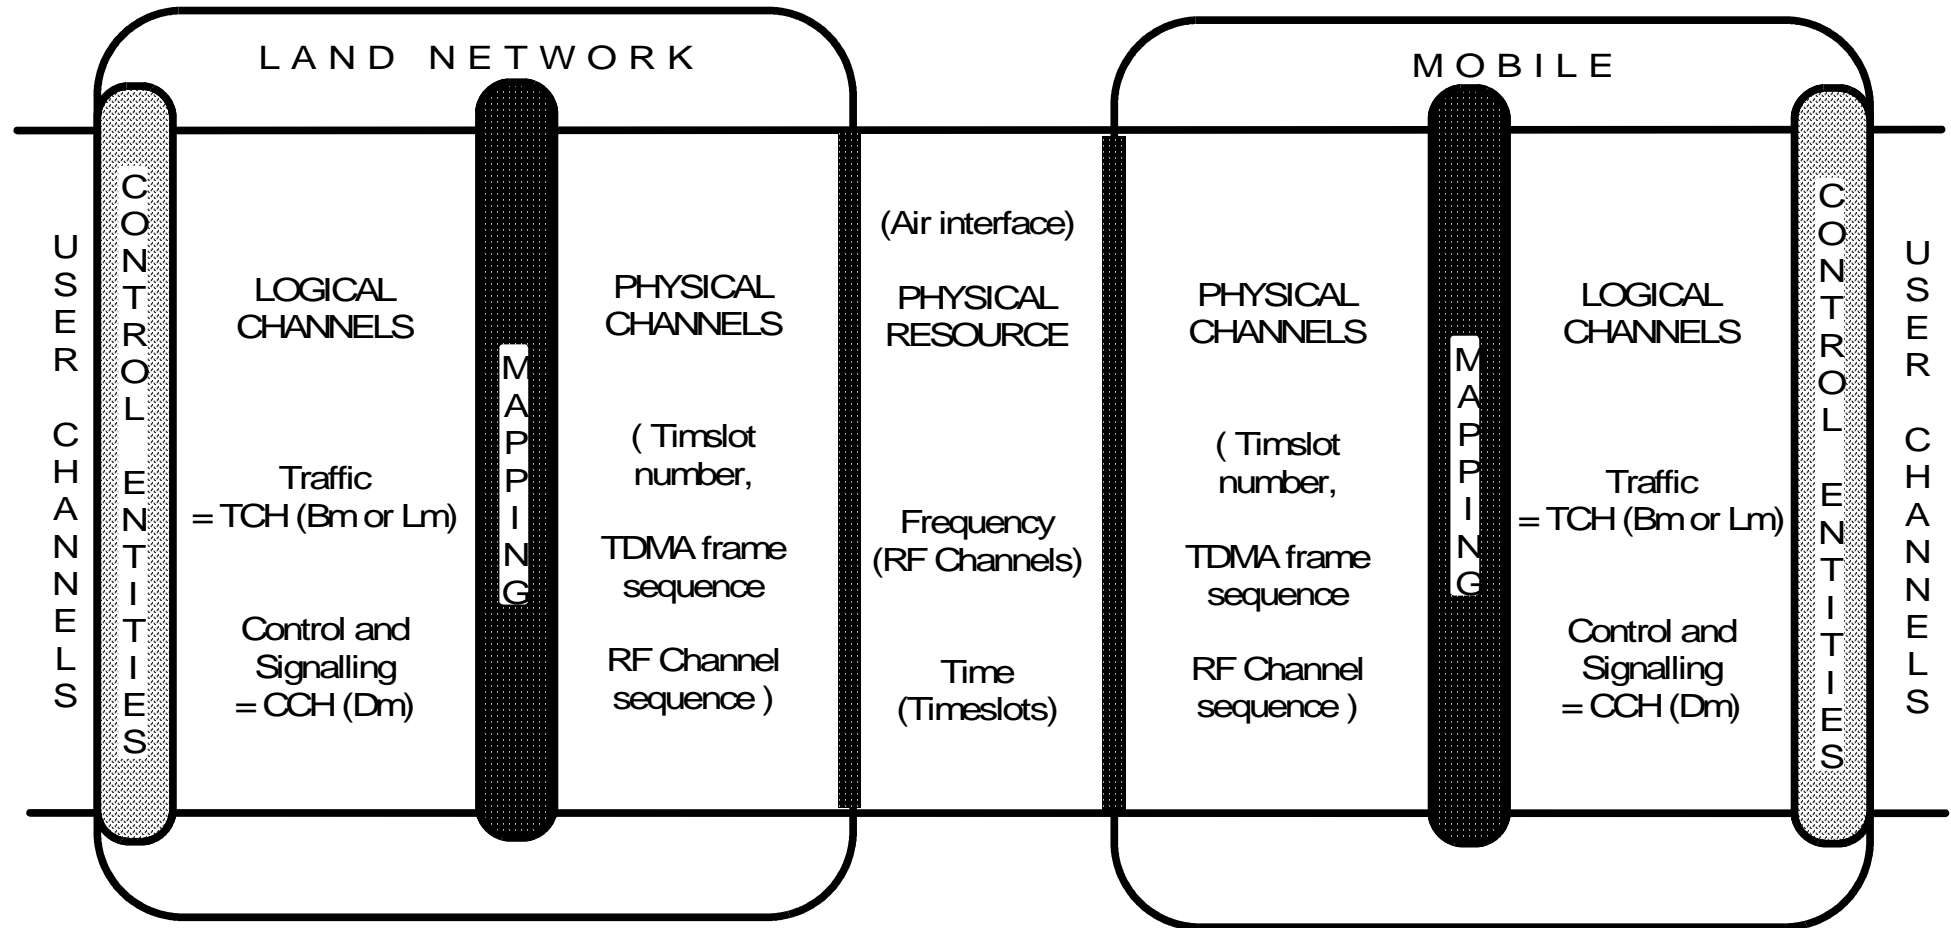 LAND NETWORK
MOBILE
USER CHANNELS
CONTROL ENTITIES
LOGICAL
CHANNELS
Traffic
= TCH (Bm or Lm)
Control and
Signalling
= CCH (Dm)
MAPPING
PHYSICAL
CHANNELS
( Timslot
number,
TDMA frame
sequence
RF Channel
sequence )
(Air interface)
PHYSICAL
RESOURCE
Frequency
(RF Channels)
Time
(Timeslots)
PHYSICAL
CHANNELS
( Timslot
number,
TDMA frame
sequence
RF Channel
sequence )
MAPPING
LOGICAL
CHANNELS
Traffic
= TCH (Bm or Lm)
Control and
Signalling
= CCH (Dm)
CONTROL ENTITIES
USER CHANNELS